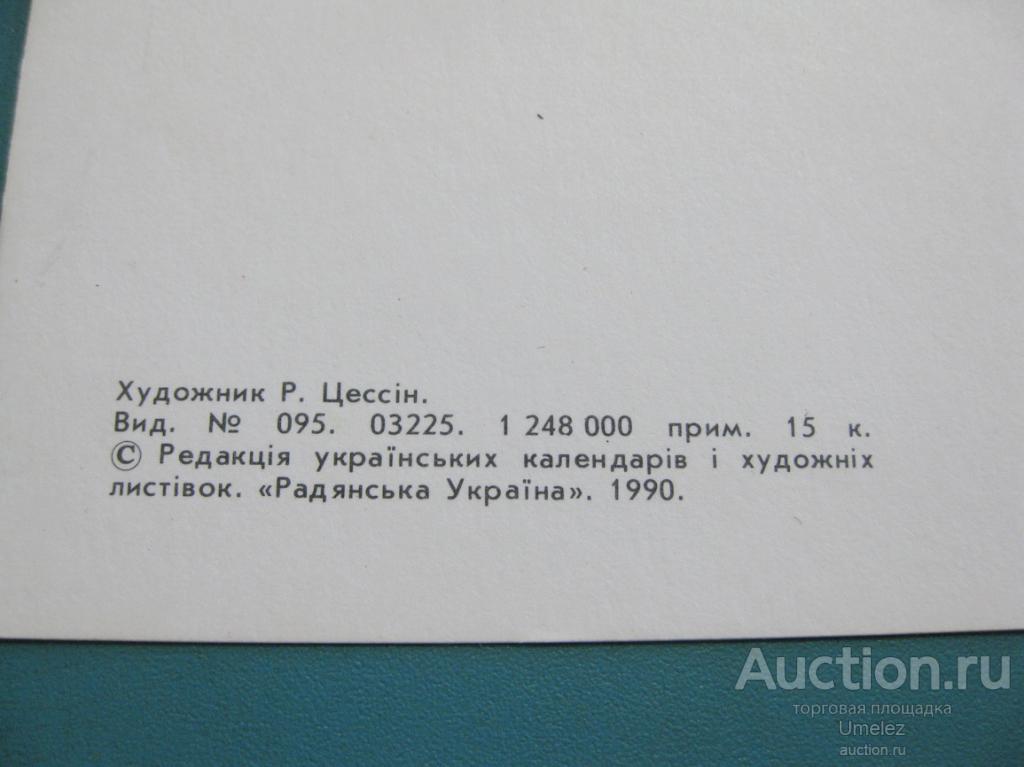 Художник Р. Цессін.
Вид. № 095. 03225. 1 248 000 прим. 15 к.
© Редакція українських календарів і художніх
листівок. «Радянська Україна». 1990.
Auction.ru
торговая площадка
Umelez
auction.ru